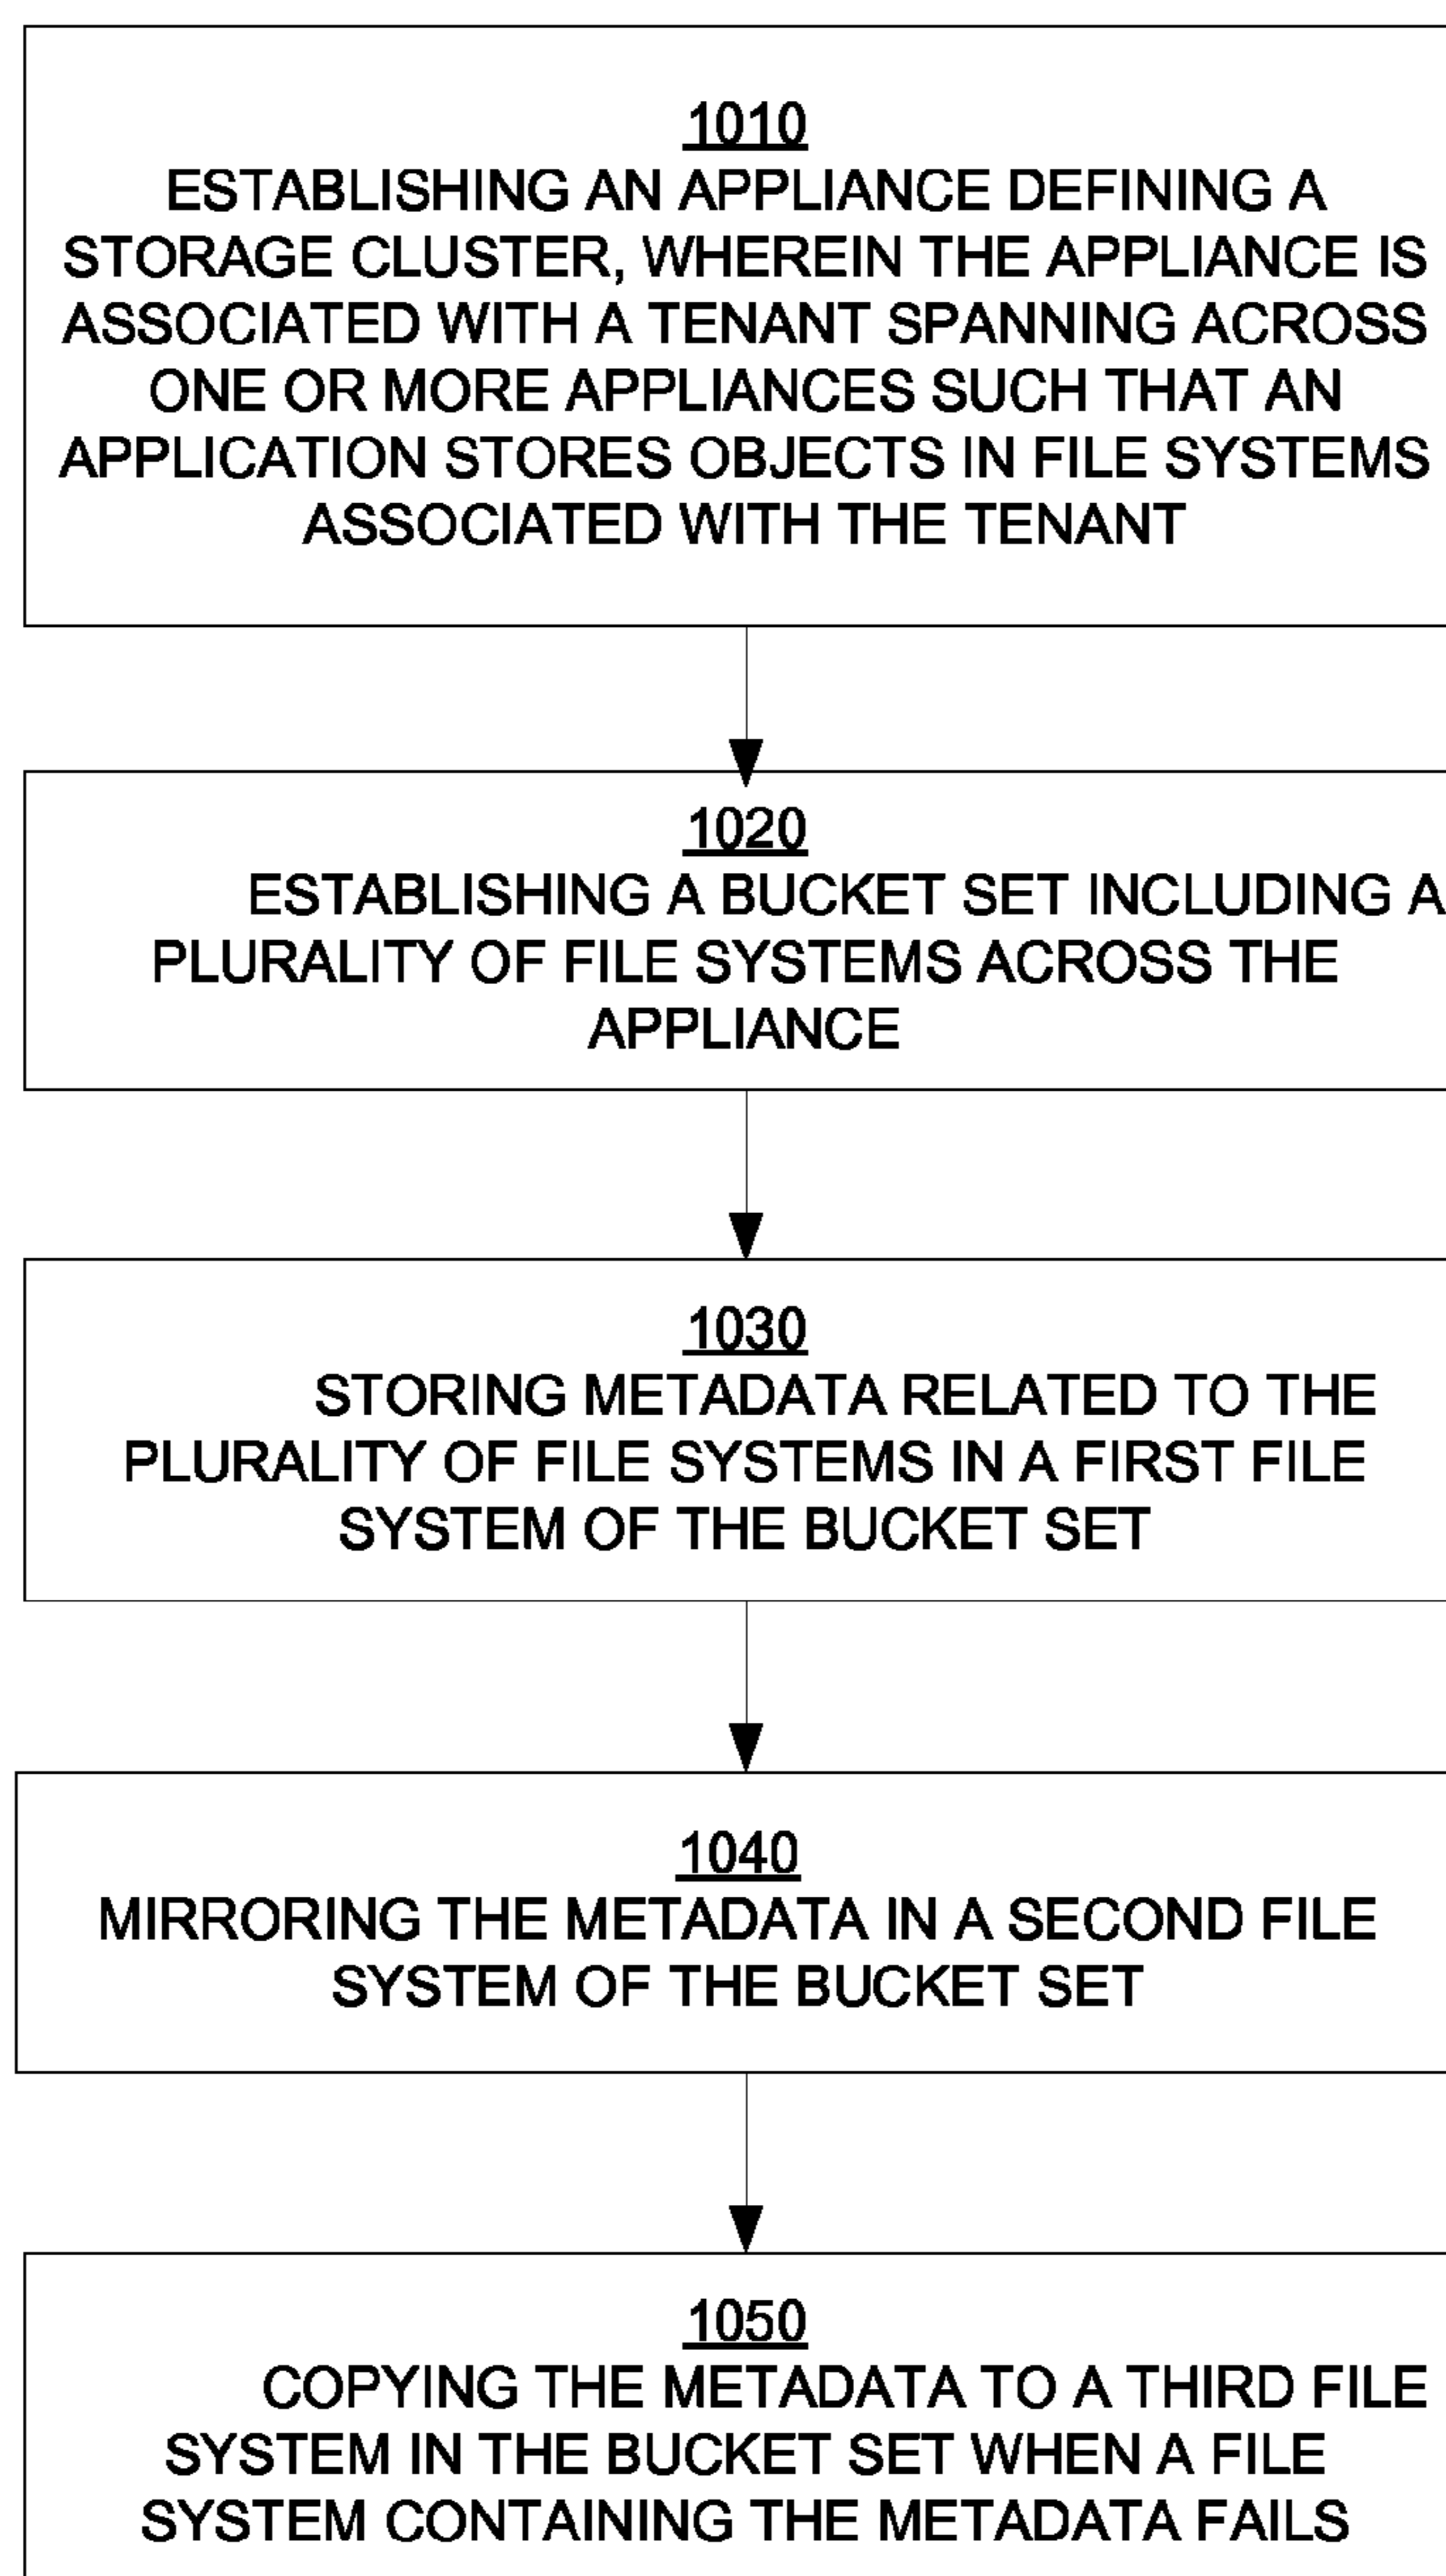 1010
ESTABLISHING AN APPLIANCE DEFINING A
STORAGE CLUSTER, WHEREIN THE APPLIANCE IS
ASSOCIATED WITH A TENANT SPANNING ACROSS
ONE OR MORE APPLIANCES SUCH THAT AN
APPLICATION STORES OBJECTS IN FILE SYSTEMS
ASSOCIATED WITH THE TENANT
1020
ESTABLISHING A BUCKET SET INCLUDING A
PLURALITY OF FILE SYSTEMS ACROSS THE
APPLIANCE
1030
STORING METADATA RELATED TO THE
PLURALITY OF FILE SYSTEMS IN A FIRST FILE
SYSTEM OF THE BUCKET SET
1040
MIRRORING THE METADATA IN A SECOND FILE
SYSTEM OF THE BUCKET SET
1050
COPYING THE METADATA TO A THIRD FILE
SYSTEM IN THE BUCKET SET WHEN A FILE
SYSTEM CONTAINING THE METADATA FAILS